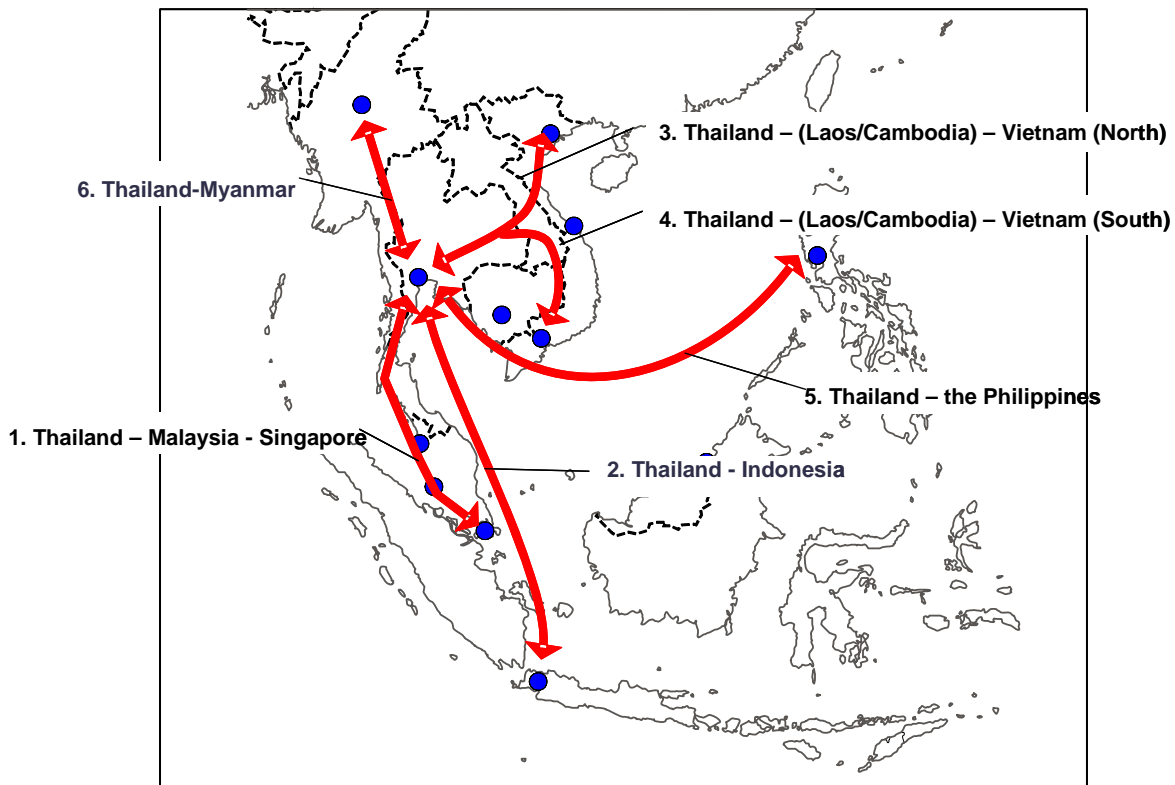 3. Thailand – (Laos/Cambodia) – Vietnam (North)
6. Thailand-Myanmar
4. Thailand – (Laos/Cambodia) – Vietnam (South)
5. Thailand – the Philippines
1. Thailand – Malaysia - Singapore
2. Thailand - Indonesia